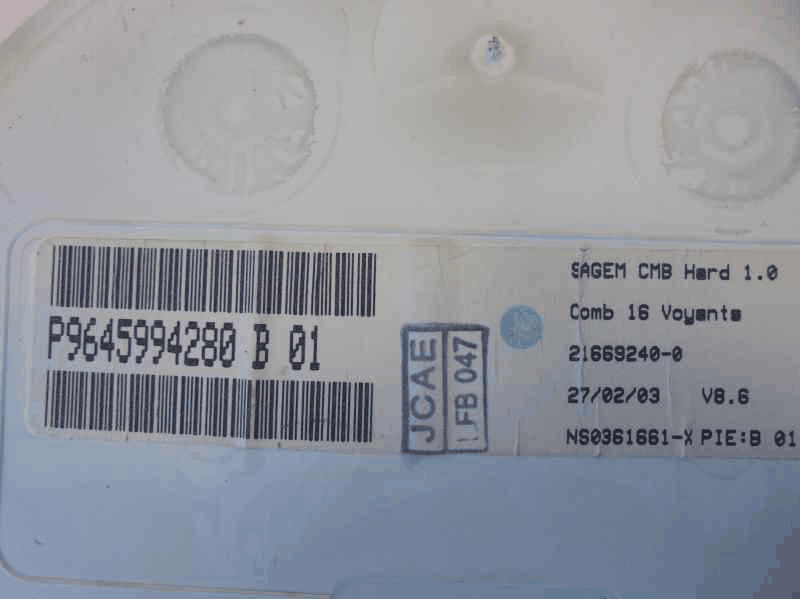 P9645994280 B 01
JCAE
LFB 047
SAGEM CMB Hard 1.0
Comb 16 Voyants
21669240-0
27/02/03 V8.6
NS0361661-X PIE:B 01